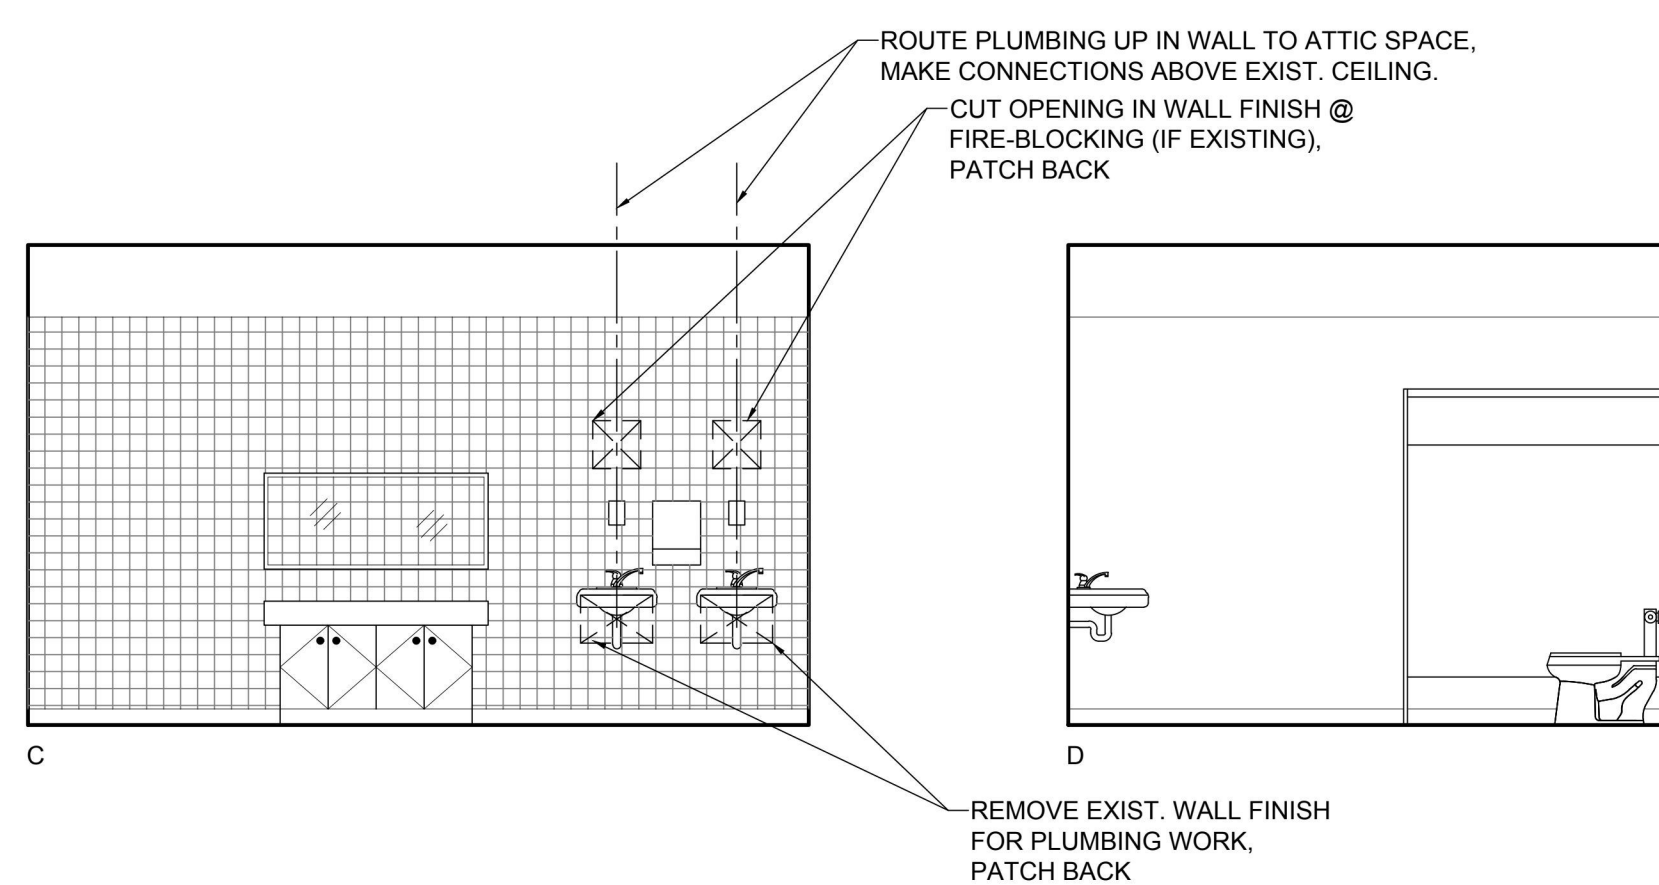 ROUTE PLUMBING UP IN WALL TO ATTIC SPACE,
MAKE CONNECTIONS ABOVE EXIST. CEILING.
CUT OPENING IN WALL FINISH @
FIRE-BLOCKING (IF EXISTING),
PATCH BACK
C
D
REMOVE EXIST. WALL FINISH
FOR PLUMBING WORK,
PATCH BACK